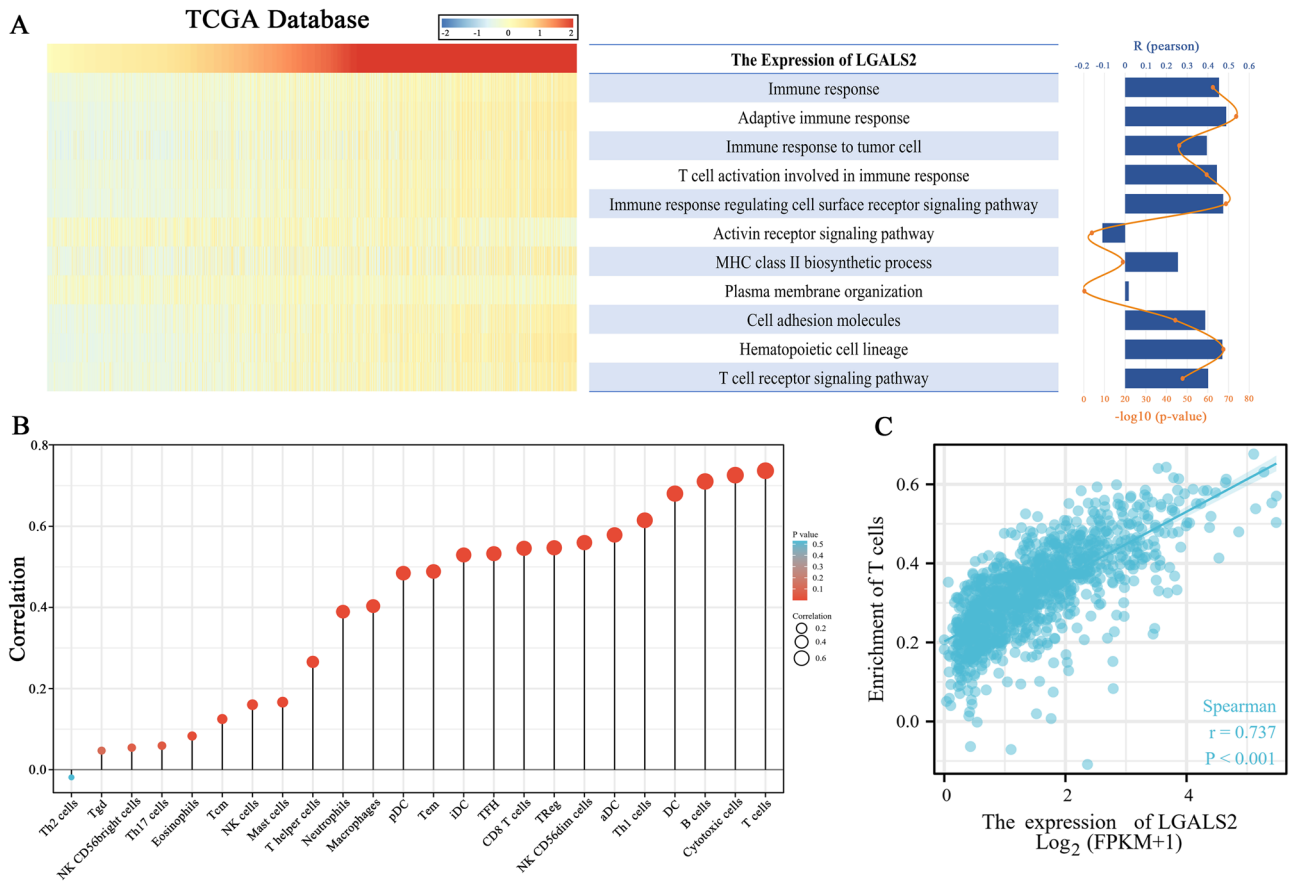 A
TCGA Database
-2 -1 0 1 2
The Expression of LGALS2
Immune response
Adaptive immune response
Immune response to tumor cell
T cell activation involved in immune response
Immune response regulating cell surface receptor signaling pathway
Activin receptor signaling pathway
MHC class II biosynthetic process
Plasma membrane organization
Cell adhesion molecules
Hematopoietic cell lineage
T cell receptor signaling pathway
R (pearson)
-0.2 -0.1 0 0.1 0.2 0.3 0.4 0.5 0.6
0 10 20 30 40 50 60 70 80
-log10 (p-value)
B
Correlation
0.8
0.6
0.4
0.2
0.0
Th2 cells
Tgd
NK CD56bright cells
Th17 cells
Eosinophils
Tcm
NK cells
Mast cells
T helper cells
Neutrophils
Macrophages
pDC
Tem
iDC
TFH
CD8 T cells
TReg
NK CD56dim cells
aDC
Th1 cells
DC
B cells
Cytotoxic cells
T cells
P value
0.5
0.4
0.3
0.2
0.1
Correlation
0.2
0.4
0.6
C
Enrichment of T cells
0.6
0.4
0.2
0.0
Spearman
r = 0.737
P < 0.001
0 2 4
The expression of LGALS2
Log2 (FPKM+1)